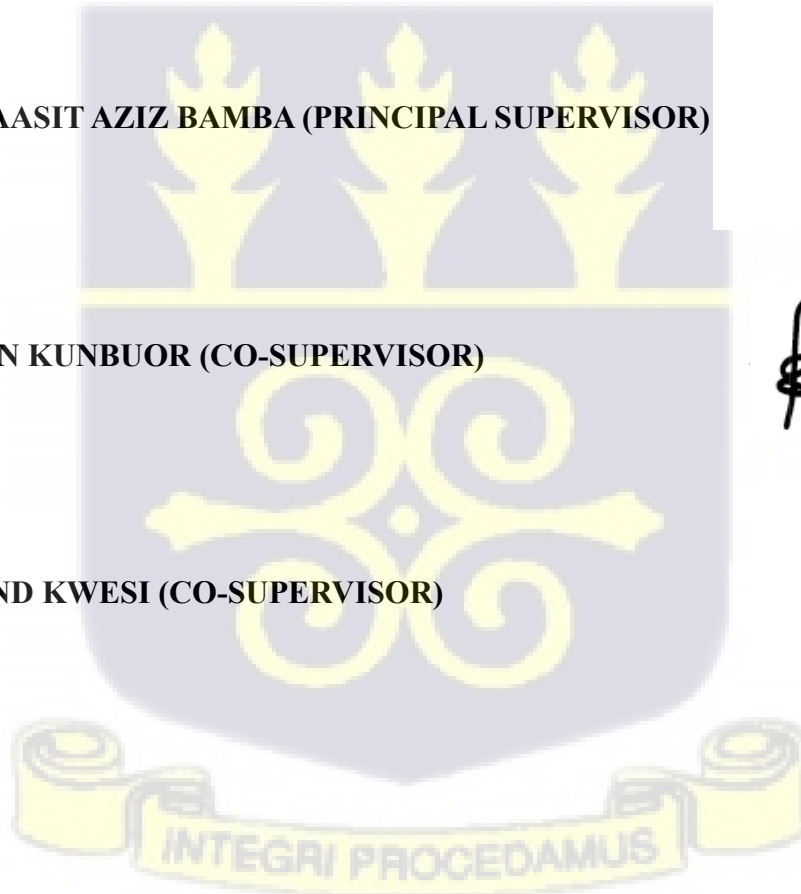 AASIT AZIZ BAMBA (PRINCIPAL SUPERVISOR)
N KUNBUOR (CO-SUPERVISOR)
ND KWESI (CO-SUPERVISOR)
INTEGRI PROCEDAMUS